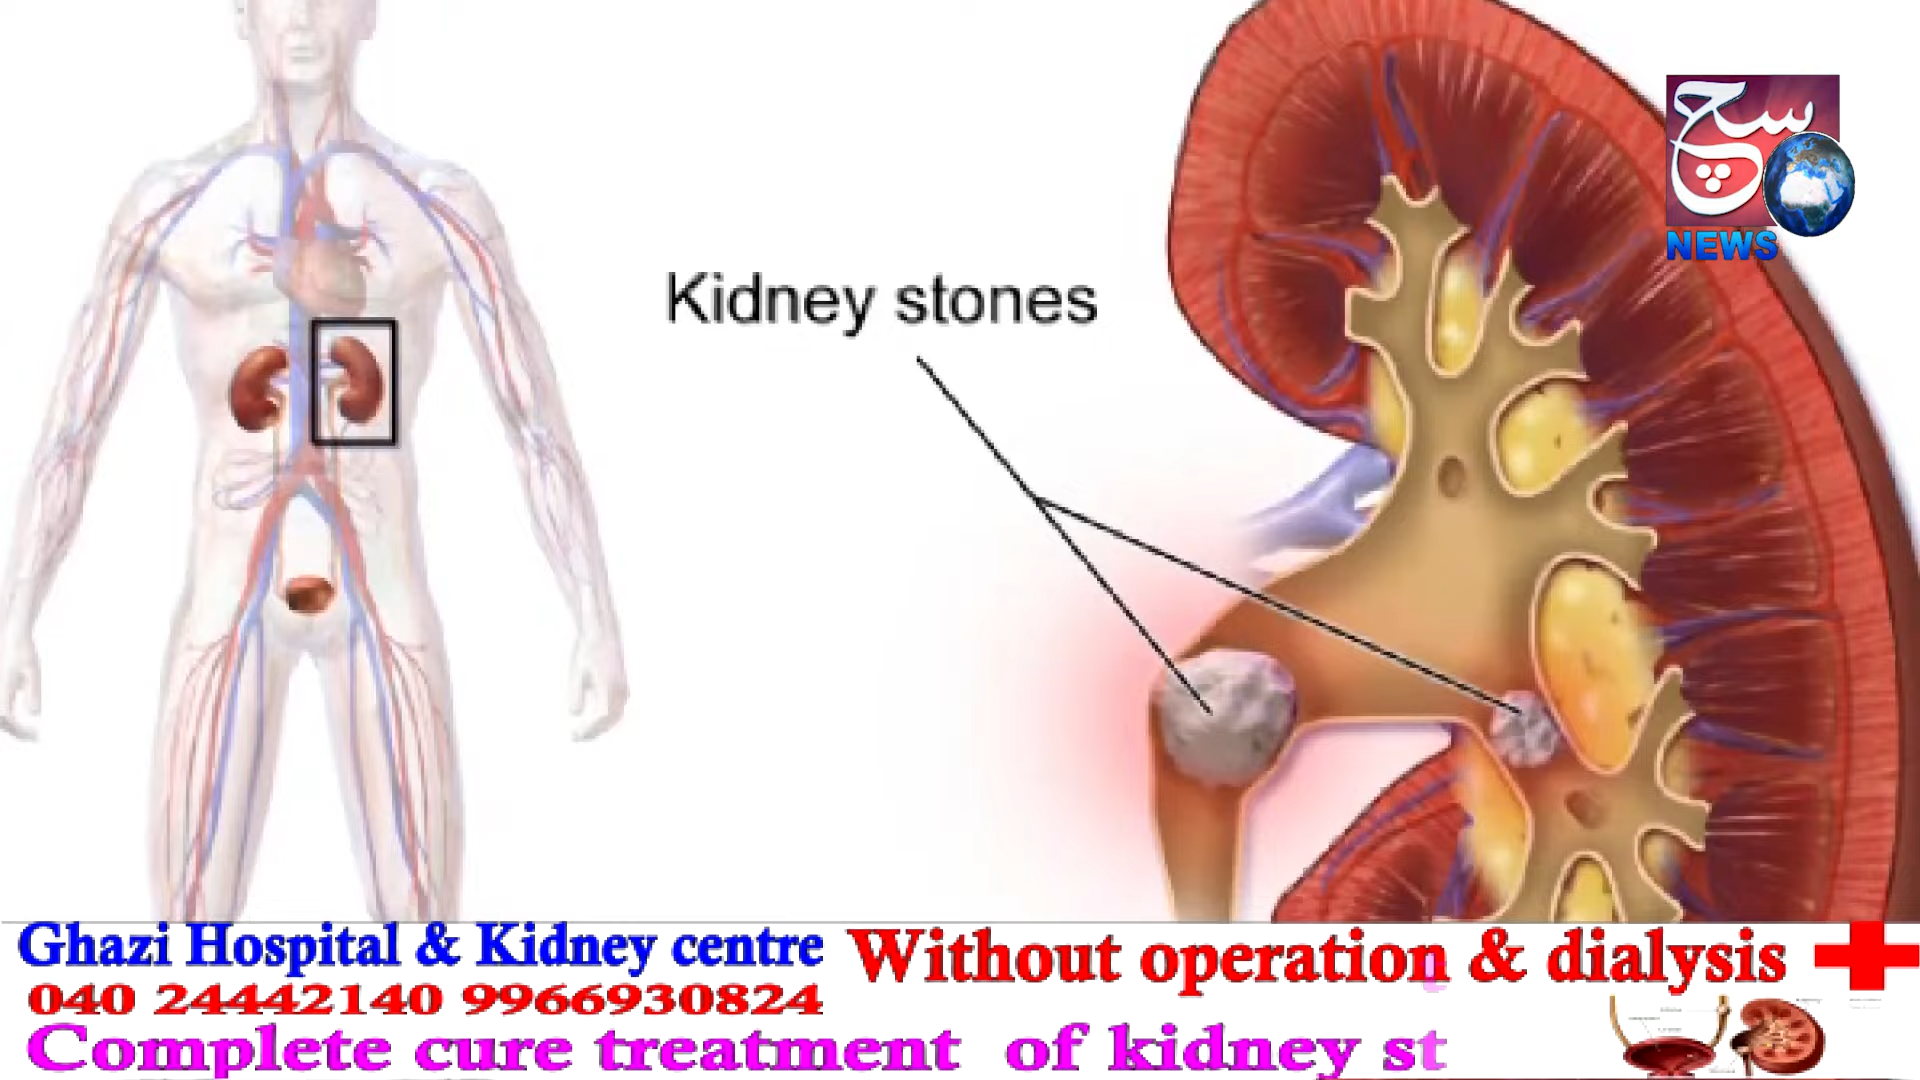 سچ
NEWS
Kidney stones
Ghazi Hospital & Kidney centre
Without operation & dialysis
040 24442140 9966930824
Complete cure treatment of kidney st